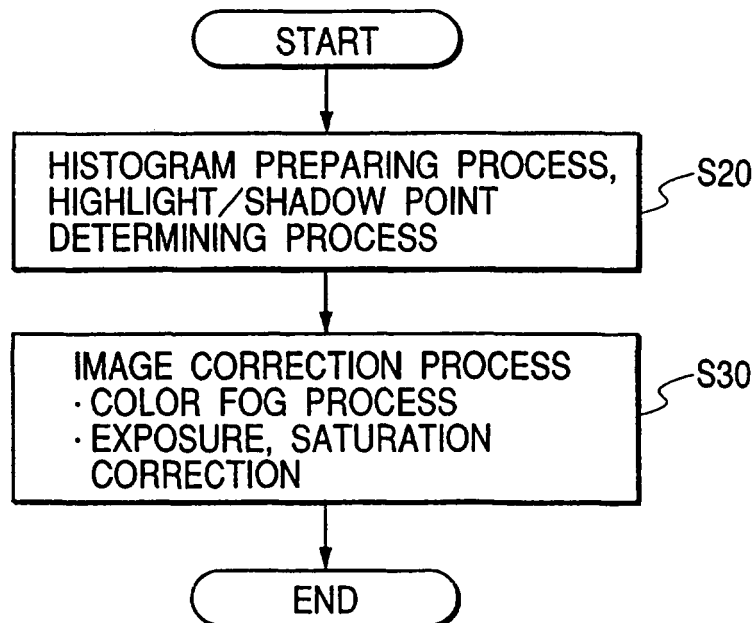 START
HISTOGRAM PREPARING PROCESS,
HIGHLIGHT/SHADOW POINT
DETERMINING PROCESS
S20
IMAGE CORRECTION PROCESS
· COLOR FOG PROCESS
· EXPOSURE, SATURATION
CORRECTION
S30
END